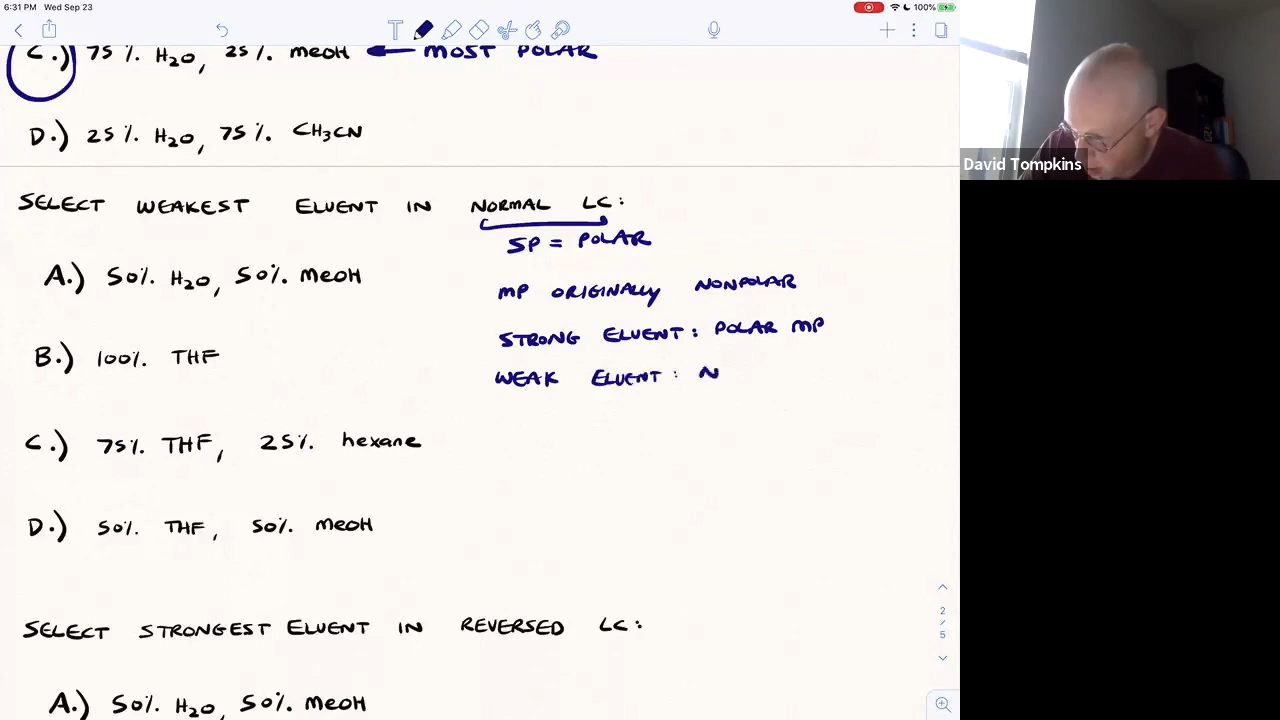 6:31 PM Wed Sep 23
100%
C.) 75%. H2O, 25%. meOH ← MOST POLAR
D.) 25%. H2O, 75%. CH3CN
David Tompkins
SELECT WEAKEST ELUENT IN NORMAL LC:
SP = POLAR
A.) 50%. H2O, 50%. meOH
MP ORIGINALLY NONPOLAR
STRONG ELUENT: POLAR MP
B.) 100%. THF
WEAK ELUENT: N
C.) 75%. THF, 25%. hexane
D.) 50%. THF, 50%. meOH
SELECT STRONGEST ELUENT IN REVERSED LC:
2/5
A.) 50%. H2O, 50%. meOH